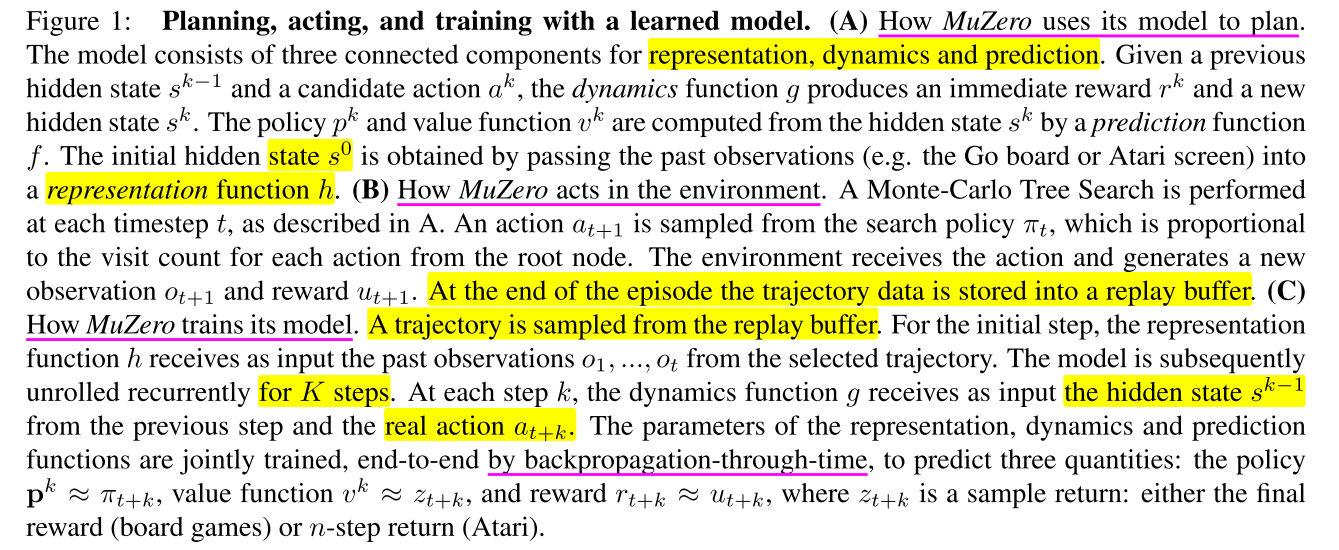 Figure 1: Planning, acting, and training with a learned model. (A) How MuZero uses its model to plan.
The model consists of three connected components for representation, dynamics and prediction. Given a previous
hidden state s^{k−1} and a candidate action a^k, the dynamics function g produces an immediate reward r^k and a new
hidden state s^k. The policy p^k and value function v^k are computed from the hidden state s^k by a prediction function
f. The initial hidden state s^0 is obtained by passing the past observations (e.g. the Go board or Atari screen) into
a representation function h. (B) How MuZero acts in the environment. A Monte-Carlo Tree Search is performed
at each timestep t, as described in A. An action a_{t+1} is sampled from the search policy π_t, which is proportional
to the visit count for each action from the root node. The environment receives the action and generates a new
observation o_{t+1} and reward u_{t+1}. At the end of the episode the trajectory data is stored into a replay buffer. (C)
How MuZero trains its model. A trajectory is sampled from the replay buffer. For the initial step, the representation
function h receives as input the past observations o_1, ..., o_t from the selected trajectory. The model is subsequently
unrolled recurrently for K steps. At each step k, the dynamics function g receives as input the hidden state s^{k−1}
from the previous step and the real action a_{t+k}. The parameters of the representation, dynamics and prediction
functions are jointly trained, end-to-end by backpropagation-through-time, to predict three quantities: the policy
p^k ≈ π_{t+k}, value function v^k ≈ z_{t+k}, and reward r_{t+k} ≈ u_{t+k}, where z_{t+k} is a sample return: either the final
reward (board games) or n-step return (Atari).